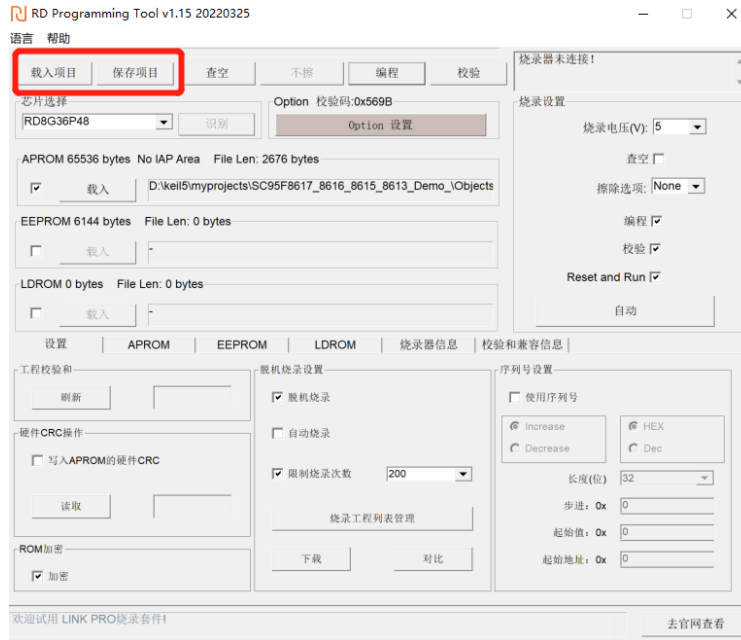 RD Programming Tool v1.15 20220325
语言 帮助
载入项目 保存项目 查空 不擦 编程 校验
烧录器未连接!
芯片选择
RD8G36P48 识别
Option 校验码:0x569B
Option 设置
APROM 65536 bytes No IAP Area File Len: 2676 bytes
载入 D:\keil5\myprojects\SC95F8617_8616_8615_8613_Demo_\Objects
EEPROM 6144 bytes File Len: 0 bytes
载入 -
LDROM 0 bytes File Len: 0 bytes
载入 -
烧录设置
烧录电压(V): 5
查空
擦除选项: None
编程
校验
Reset and Run
自动
设置 APROM EEPROM LDROM 烧录器信息 校验和兼容信息
工程校验和
刷新
硬件CRC操作
写入APROM的硬件CRC
读取
ROM加密
加密
脱机烧录设置
脱机烧录
自动烧录
限制烧录次数 200
烧录工程列表管理
下载 对比
序列号设置
使用序列号
Increase HEX
Decrease Dec
长度(位) 32
步进: 0x 0
起始值: 0x 0
起始地址: 0x 0
欢迎试用 LINK PRO烧录套件!
去官网查看